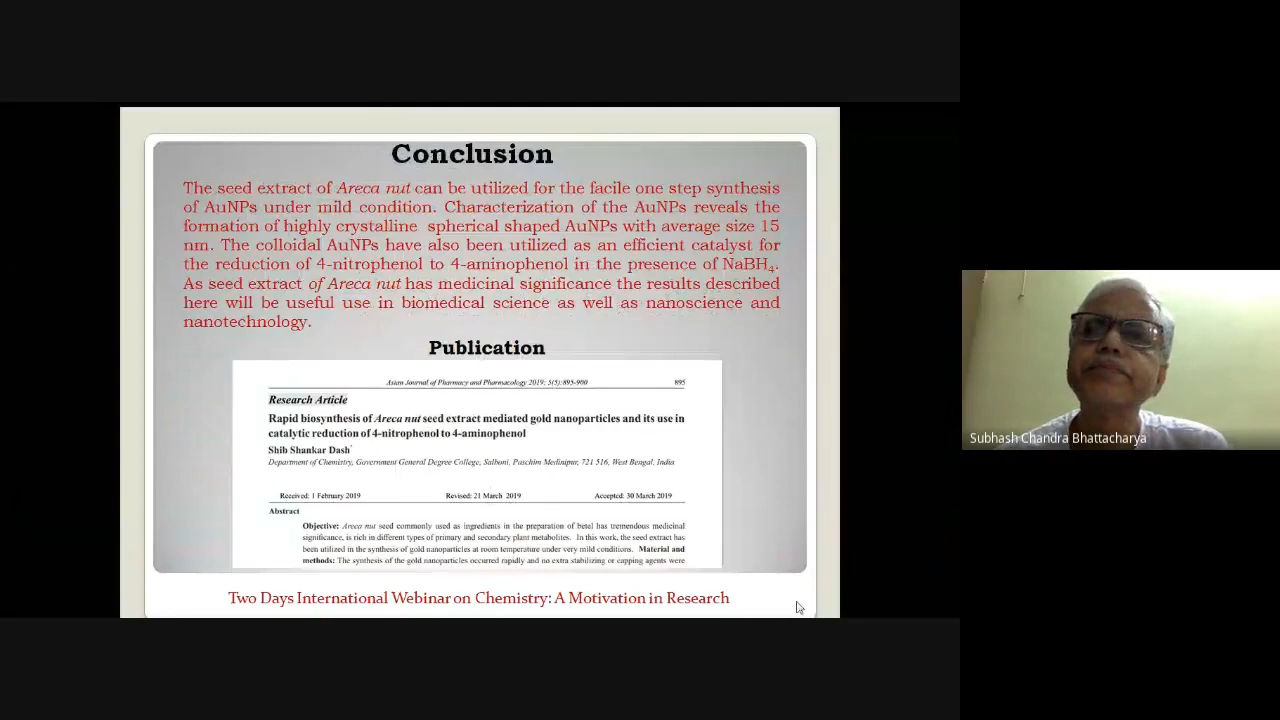 Conclusion
The seed extract of Areca nut can be utilized for the facile one step synthesis
of AuNPs under mild condition. Characterization of the AuNPs reveals the
formation of highly crystalline spherical shaped AuNPs with average size 15
nm. The colloidal AuNPs have also been utilized as an efficient catalyst for
the reduction of 4-nitrophenol to 4-aminophenol in the presence of NaBH₄.
As seed extract of Areca nut has medicinal significance the results described
here will be useful use in biomedical science as well as nanoscience and
nanotechnology.
Publication
Asian Journal of Pharmacy and Pharmacology 2019; 5(5):895-900 895
Research Article
Rapid biosynthesis of Areca nut seed extract mediated gold nanoparticles and its use in
catalytic reduction of 4-nitrophenol to 4-aminophenol
Shib Shankar Dash*
Department of Chemistry, Government General Degree College, Salboni, Paschim Medinipur, 721 516, West Bengal, India
Received: 1 February 2019 Revised: 21 March 2019 Accepted: 30 March 2019
Abstract
Objective: Areca nut seed commonly used as ingredients in the preparation of betel has tremendous medicinal
significance, is rich in different types of primary and secondary plant metabolites. In this work, the seed extract has
been utilized in the synthesis of gold nanoparticles at room temperature under very mild conditions. Material and
methods: The synthesis of the gold nanoparticles occurred rapidly and no extra stabilizing or capping agents were
Two Days International Webinar on Chemistry: A Motivation in Research
Subhash Chandra Bhattacharya